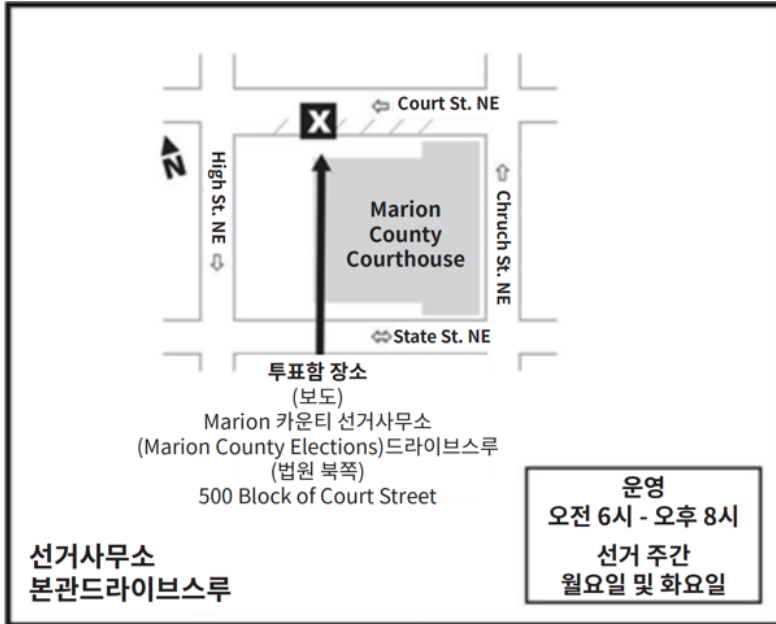 Court St. NE
X
N
High St. NE
Marion
County
Courthouse
Chruch St. NE
State St. NE
투표함 장소
(보도)
Marion 카운티 선거사무소
(Marion County Elections)드라이브스루
(법원 북쪽)
500 Block of Court Street
운영
오전 6시 - 오후 8시
선거 주간
월요일 및 화요일
선거사무소
본관드라이브스루